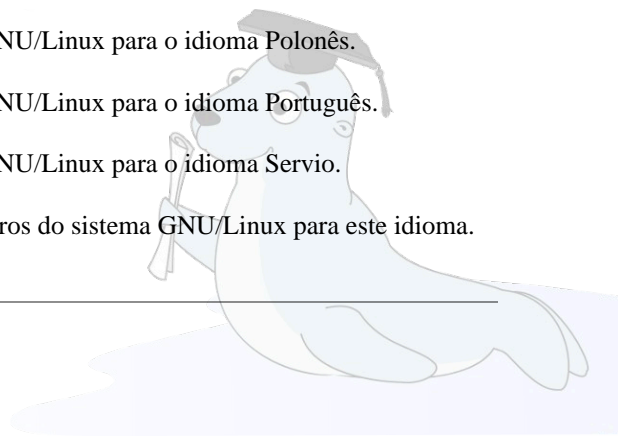 NU/Linux para o idioma Polonês.
NU/Linux para o idioma Português.
NU/Linux para o idioma Servio.
ros do sistema GNU/Linux para este idioma.